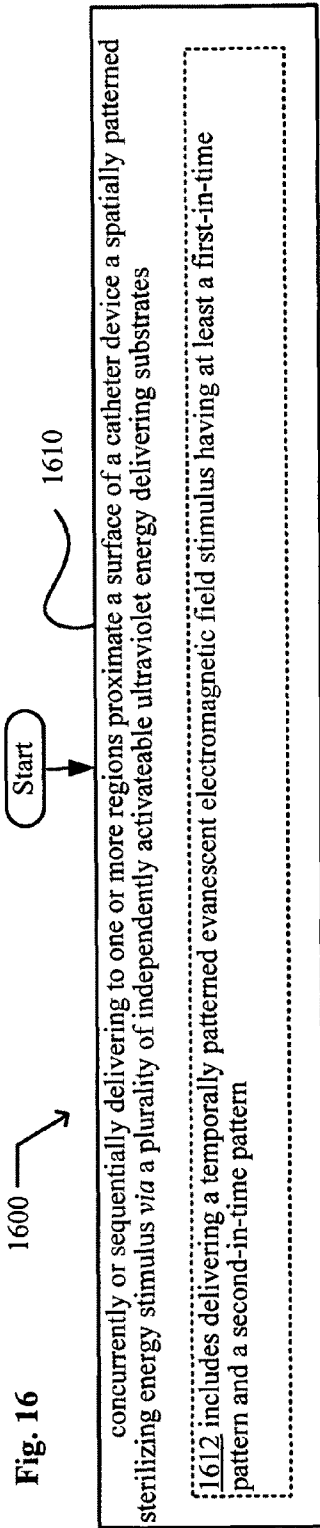 Fig. 16
1600
Start
1610
concurrently or sequentially delivering to one or more regions proximate a surface of a catheter device a spatially patterned
sterilizing energy stimulus via a plurality of independently activateable ultraviolet energy delivering substrates
1612 includes delivering a temporally patterned evanescent electromagnetic field stimulus having at least a first-in-time
pattern and a second-in-time pattern